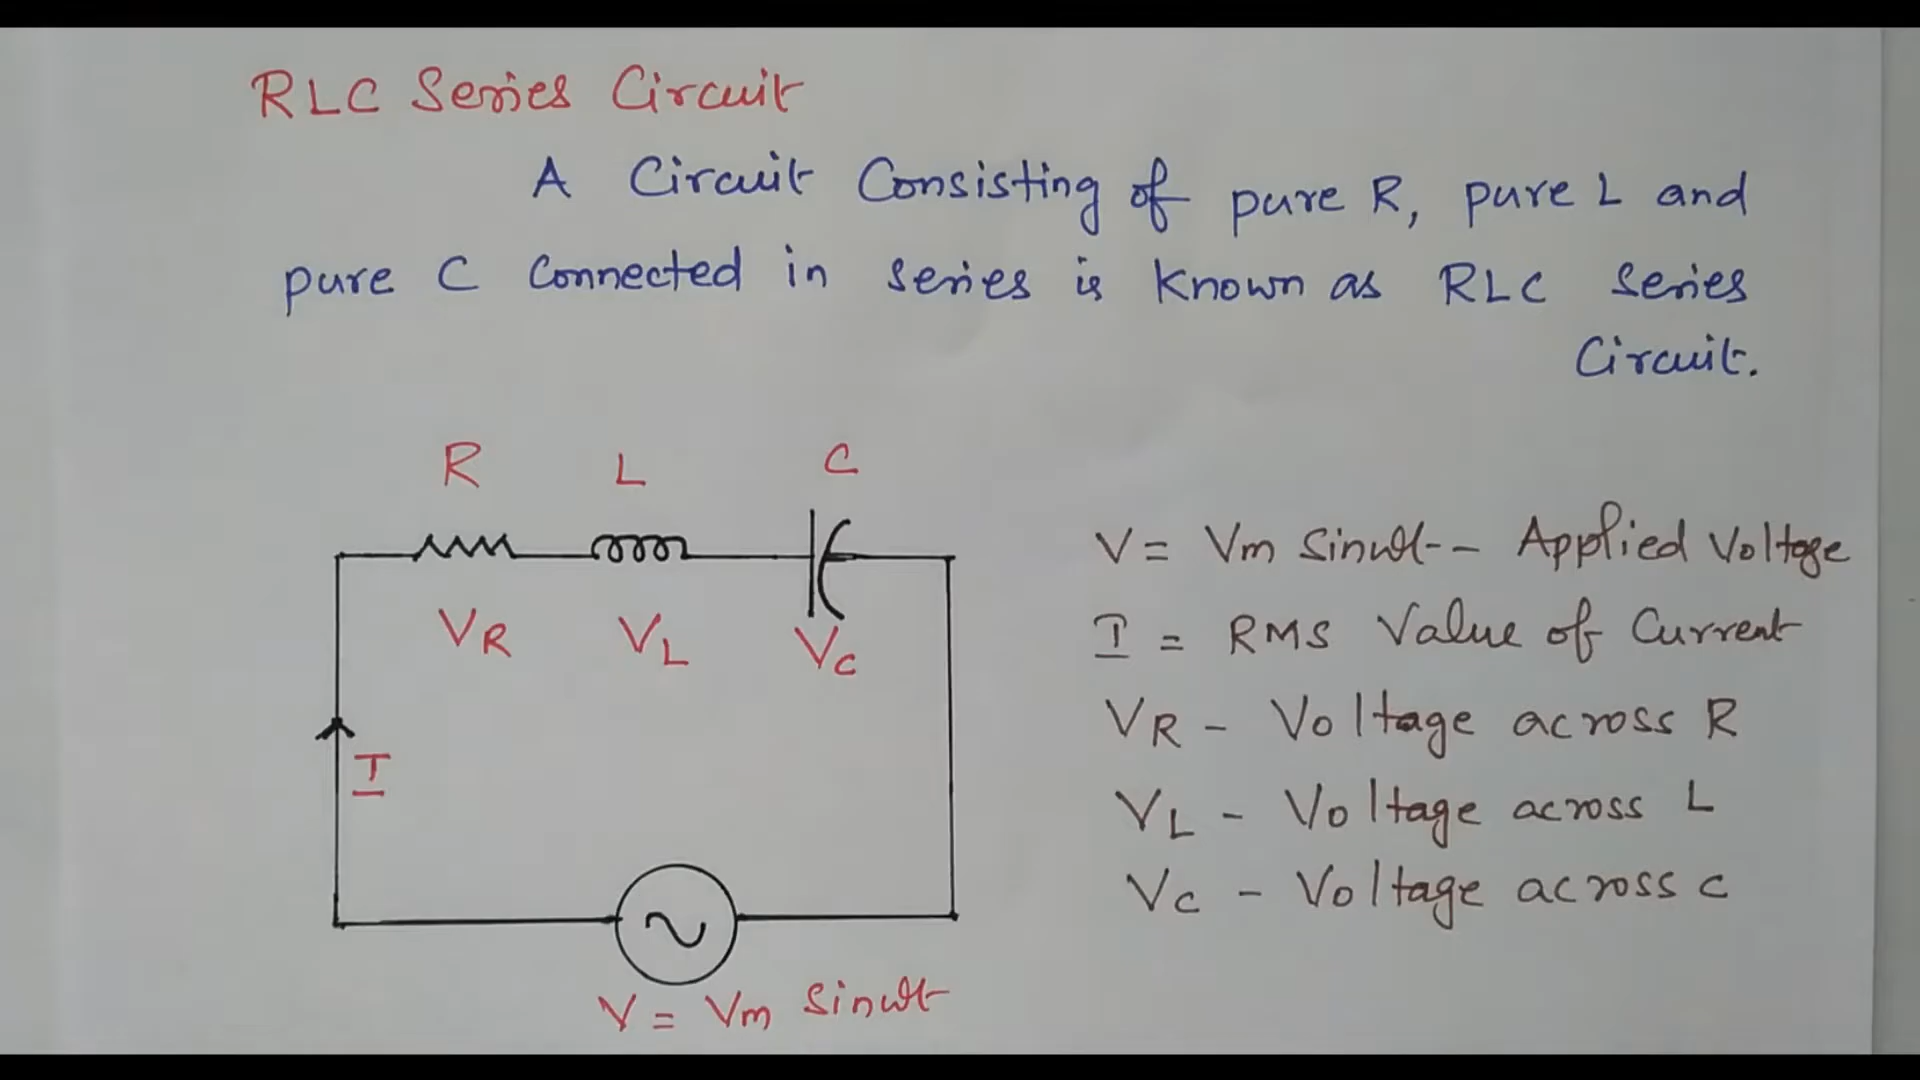 RLC Series Circuit
A Circuit Consisting of pure R, pure L and
pure C Connected in series is known as RLC series
Circuit.
R L C
VR VL VC
I
V = Vm Sinωt
V = Vm Sinωt-- Applied Voltage
I = RMS Value of Current
VR - Voltage across R
VL - Voltage across L
VC - Voltage across C